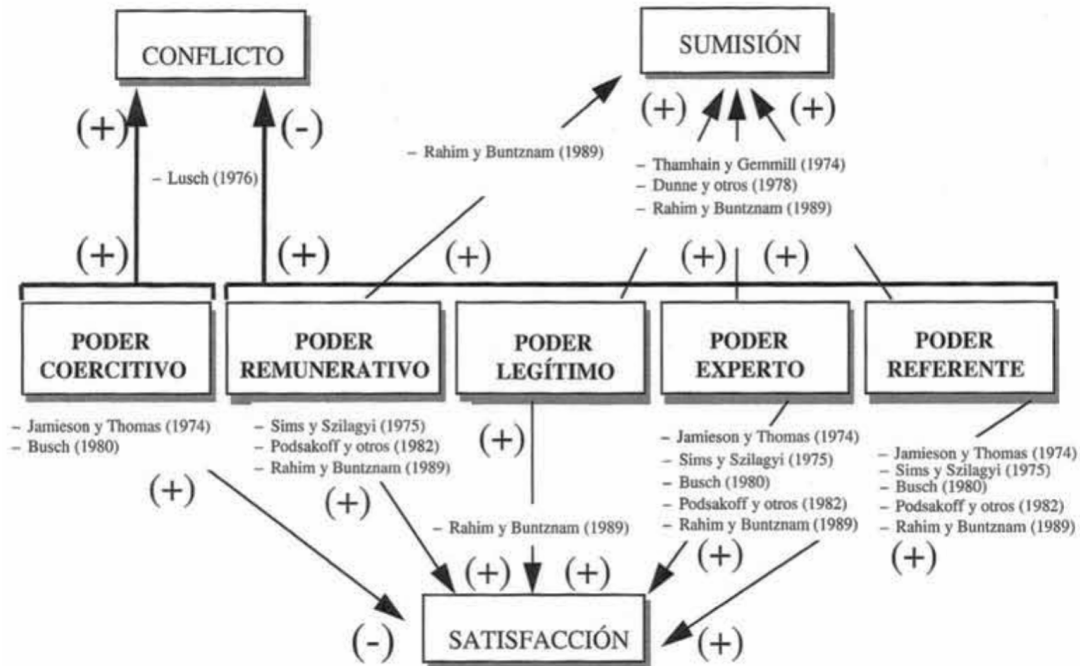 CONFLICTO
SUMISIÓN
(+)
(-)
(+)
(+)
– Rahim y Buntznam (1989)
– Thamhain y Gemmill (1974)
– Dunne y otros (1978)
– Rahim y Buntznam (1989)
– Lusch (1976)
(+)
(+)
(+)
(+)
(+)
PODER
COERCITIVO
PODER
REMUNERATIVO
PODER
LEGÍTIMO
PODER
EXPERTO
PODER
REFERENTE
– Jamieson y Thomas (1974)
– Busch (1980)
(+)
– Sims y Szilagyi (1975)
– Podsakoff y otros (1982)
– Rahim y Buntznam (1989)
(+)
(+)
– Rahim y Buntznam (1989)
– Jamieson y Thomas (1974)
– Sims y Szilagyi (1975)
– Busch (1980)
– Podsakoff y otros (1982)
– Rahim y Buntznam (1989)
(+)
– Jamieson y Thomas (1974)
– Sims y Szilagyi (1975)
– Busch (1980)
– Podsakoff y otros (1982)
– Rahim y Buntznam (1989)
(+)
(+)
(+)
(-)
SATISFACCIÓN
(+)